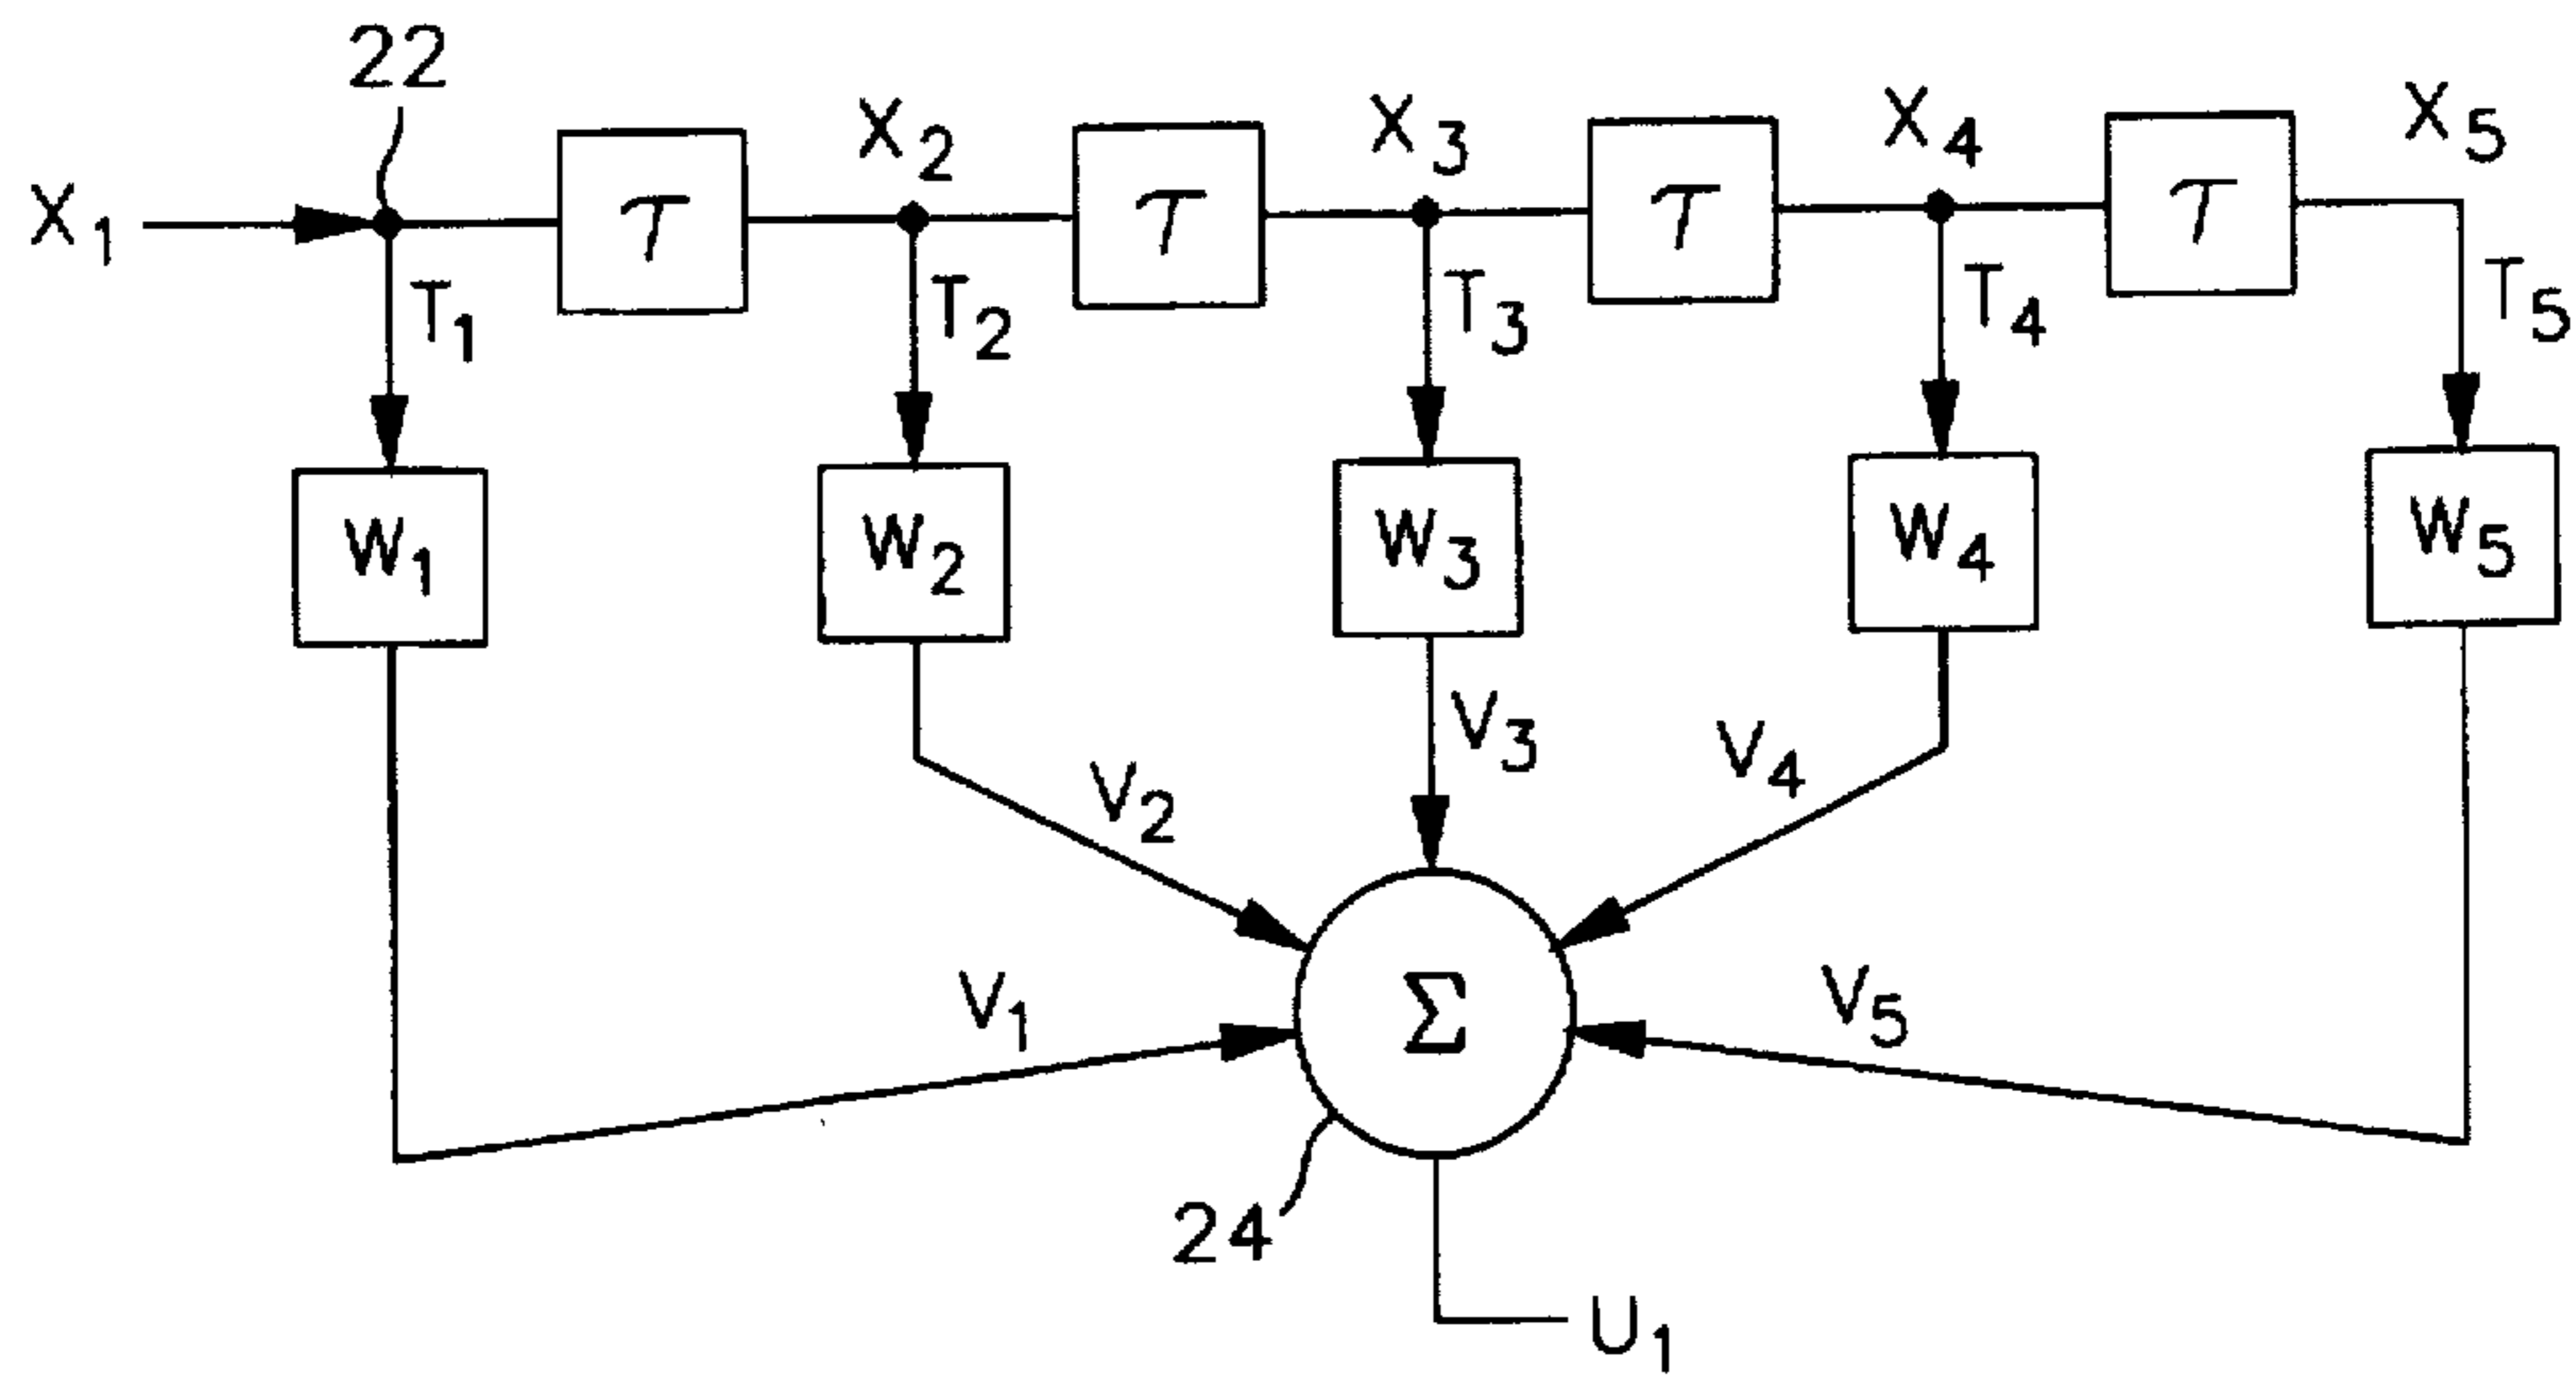 22
X1 X2 X3 X4 X5
τ τ τ τ
T1 T2 T3 T4 T5
W1 W2 W3 W4 W5
V1 V2 V3 V4 V5
Σ
24
U1